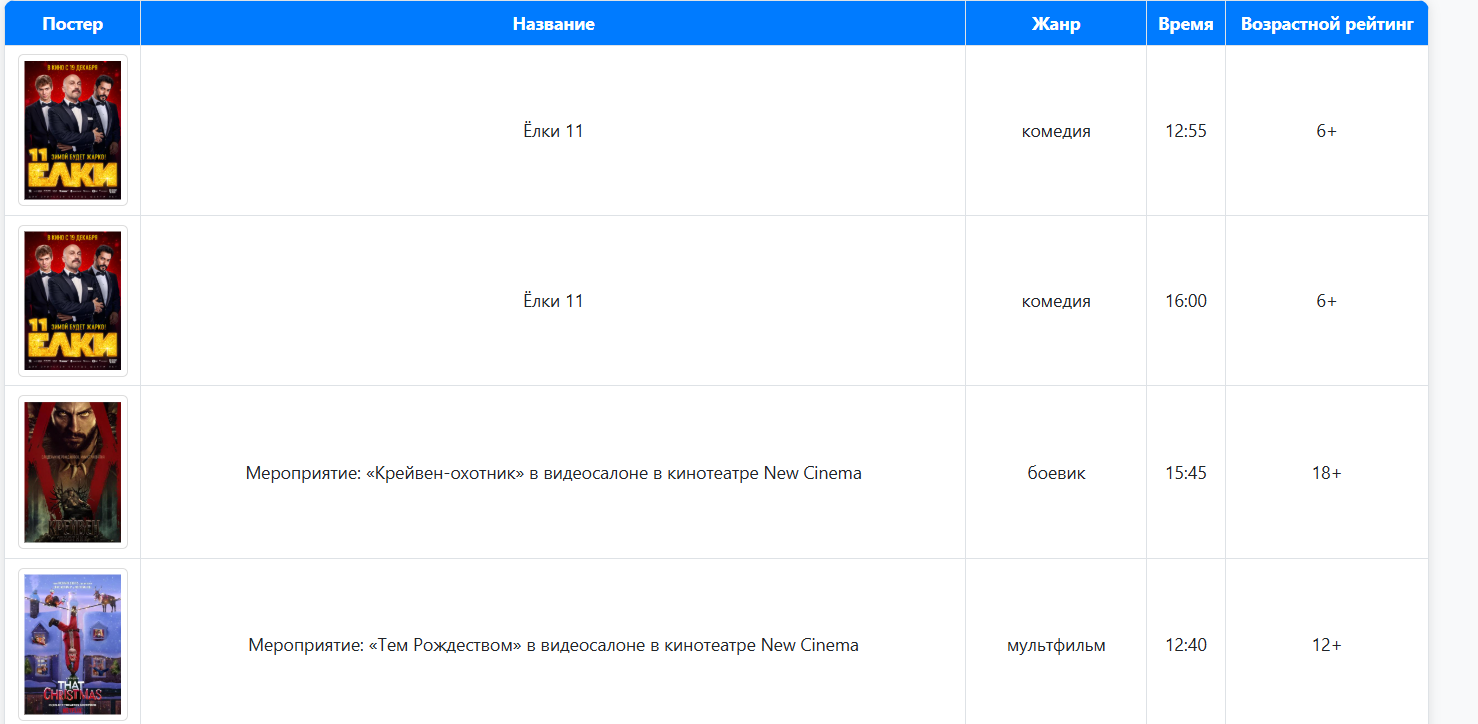 Постер Название Жанр Время Возрастной рейтинг
В КИНО С 19 ДЕКАБРЯ
11 ЗИМОЙ БУДЕТ ЖАРКО!
ЁЛКИ
Ёлки 11 комедия 12:55 6+
В КИНО С 19 ДЕКАБРЯ
11 ЗИМОЙ БУДЕТ ЖАРКО!
ЁЛКИ
Ёлки 11 комедия 16:00 6+
КРЕЙВЕН
Мероприятие: «Крейвен-охотник» в видеосалоне в кинотеатре New Cinema боевик 15:45 18+
THAT
CHRISTMAS
Мероприятие: «Тем Рождеством» в видеосалоне в кинотеатре New Cinema мультфильм 12:40 12+